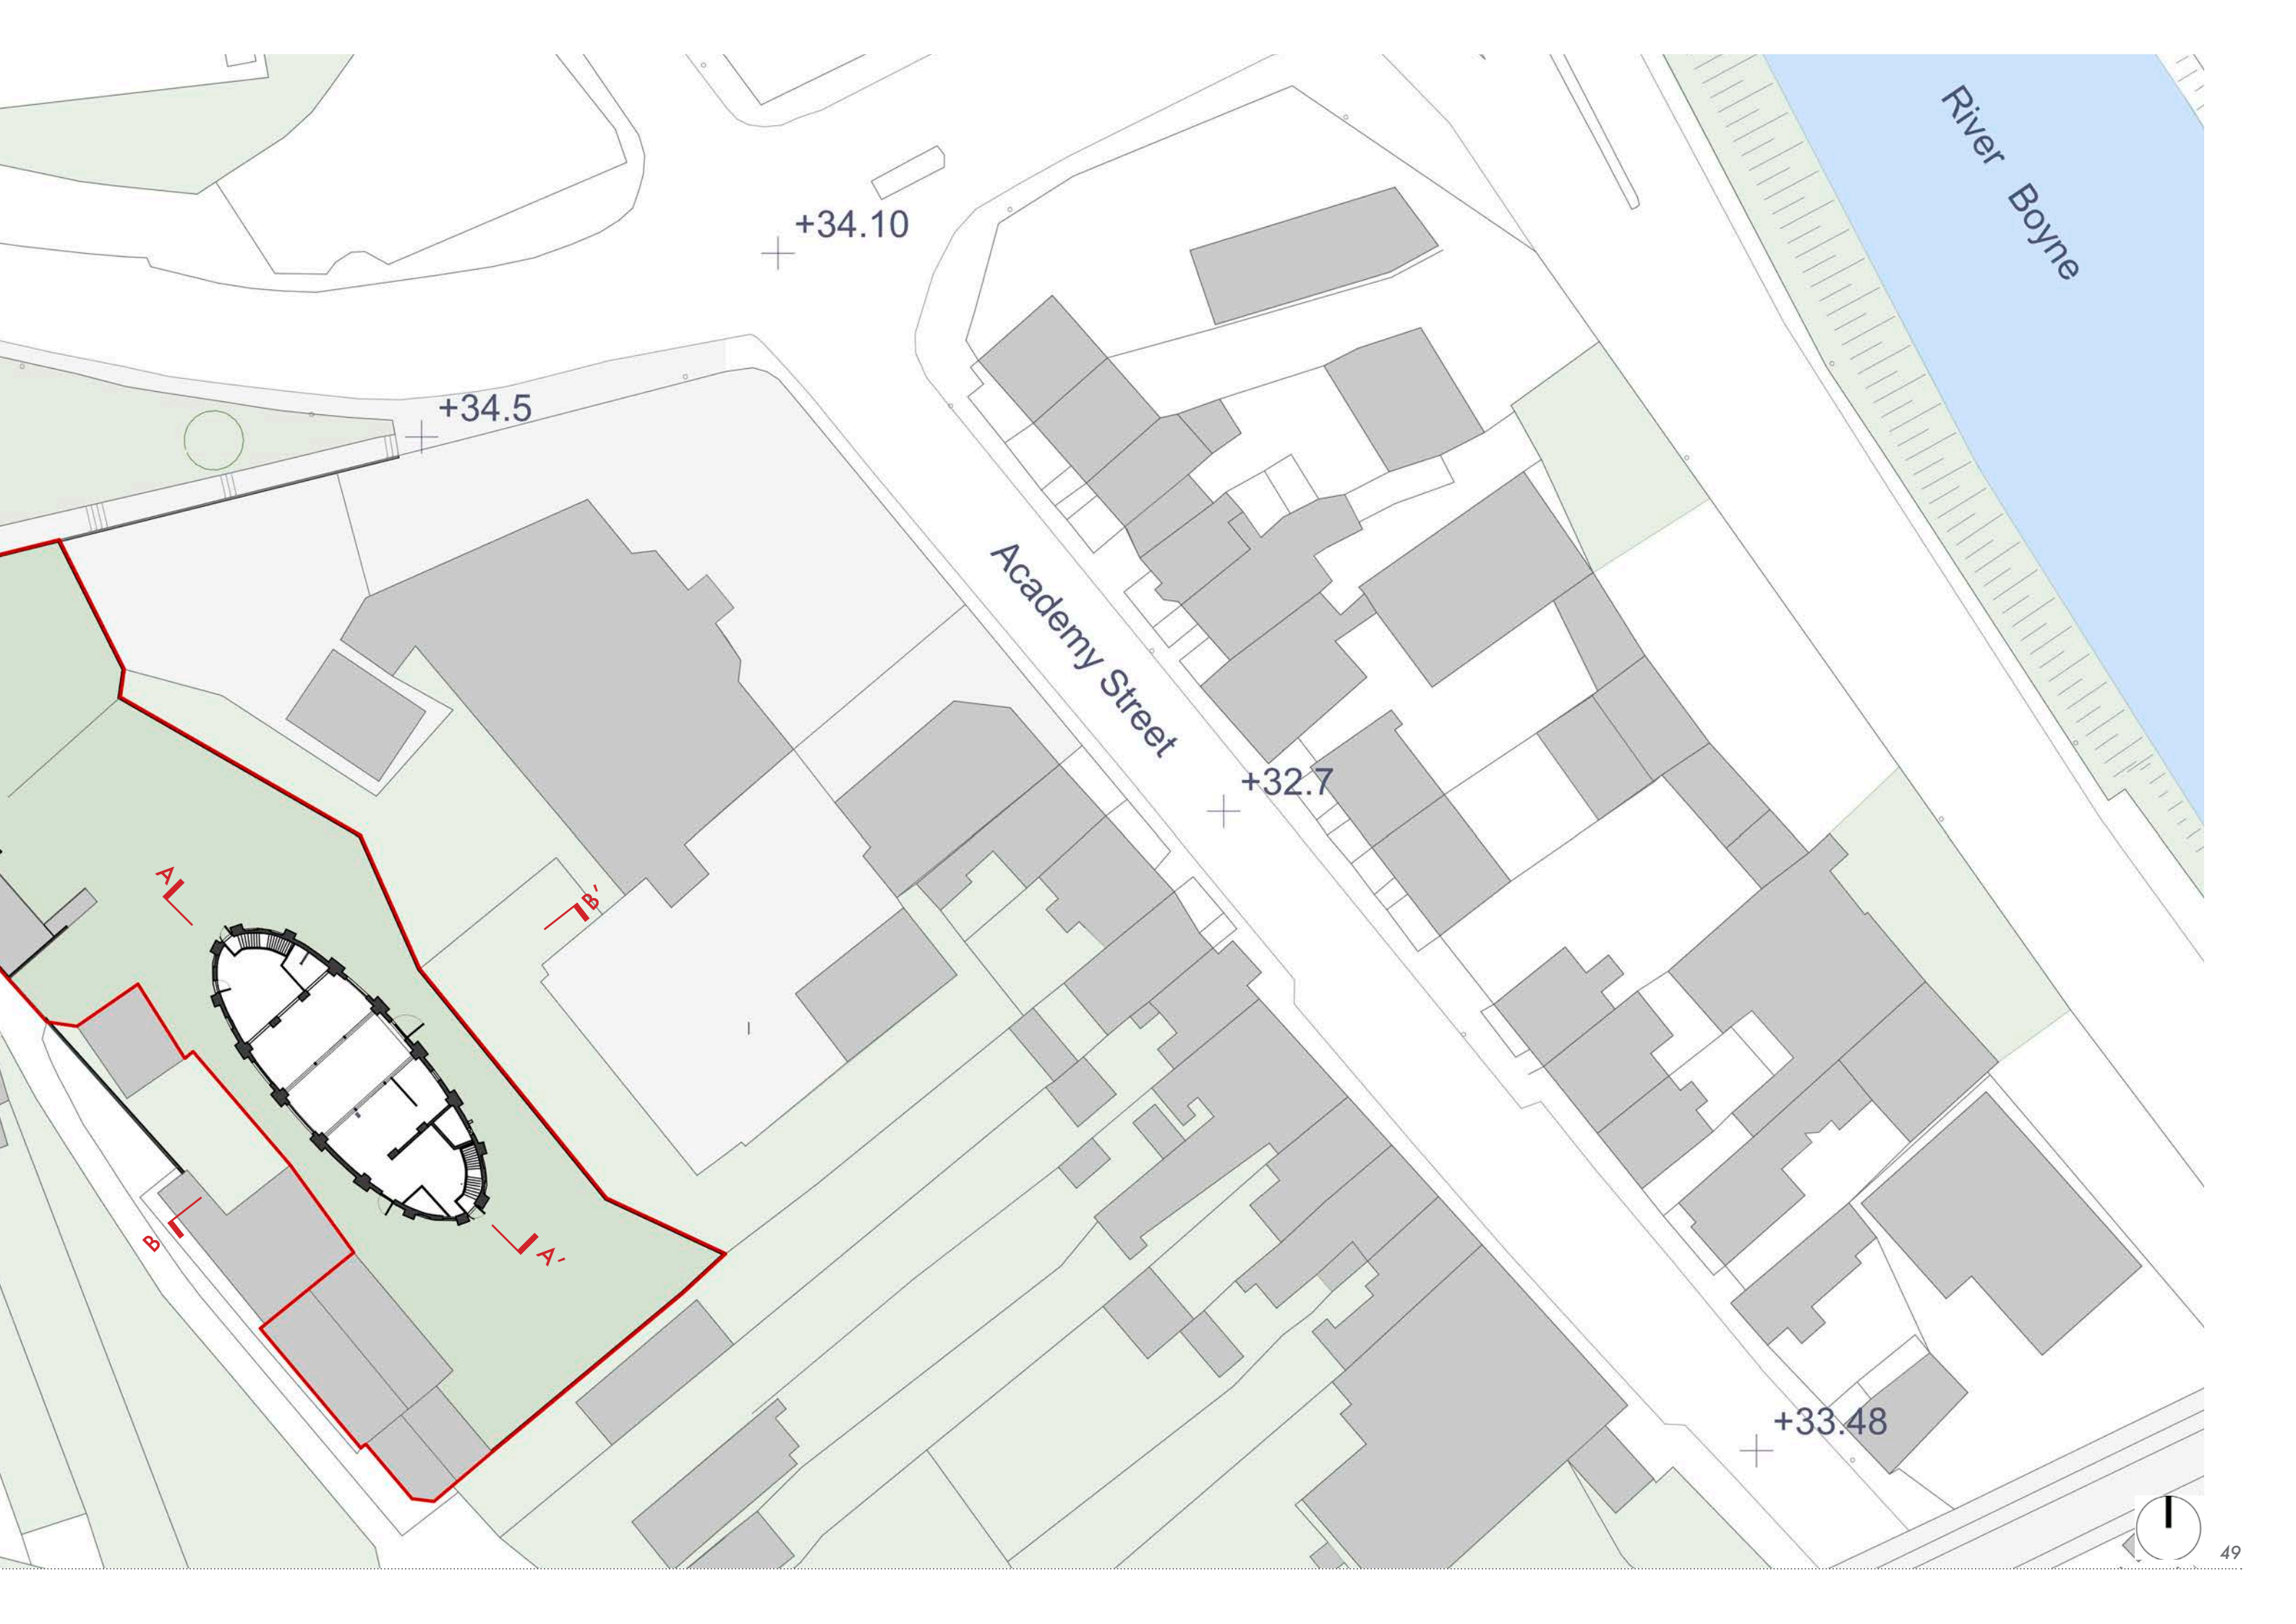 River Boyne
+34.10
+34.5
Academy Street
+32.7
A
B'
B
A'
+33.48
49